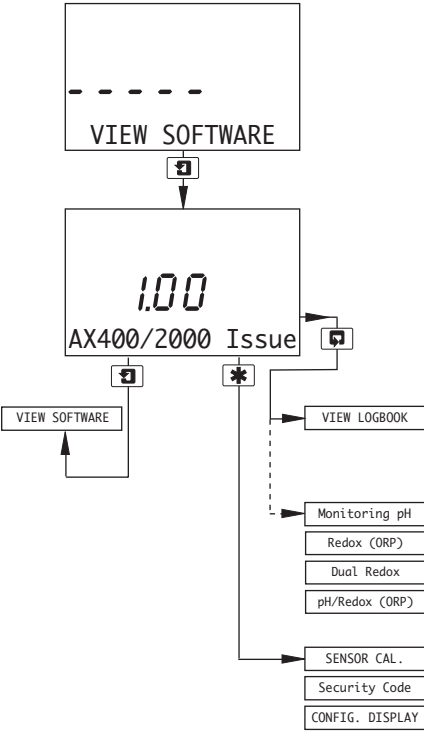 - - - - -
VIEW SOFTWARE
1.00
AX400/2000 Issue
VIEW SOFTWARE
VIEW LOGBOOK
Monitoring pH
Redox (ORP)
Dual Redox
pH/Redox (ORP)
SENSOR CAL.
Security Code
CONFIG. DISPLAY